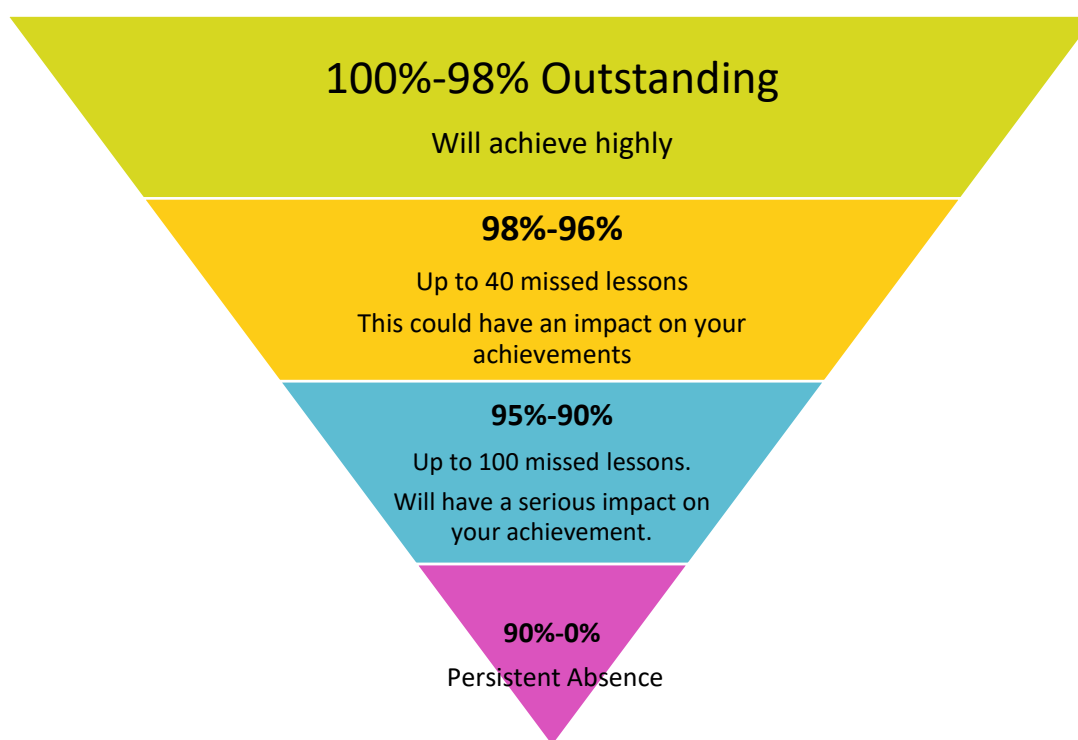 100%-98% Outstanding
Will achieve highly
98%-96%
Up to 40 missed lessons
This could have an impact on your
achievements
95%-90%
Up to 100 missed lessons.
Will have a serious impact on
your achievement.
90%-0%
Persistent Absence